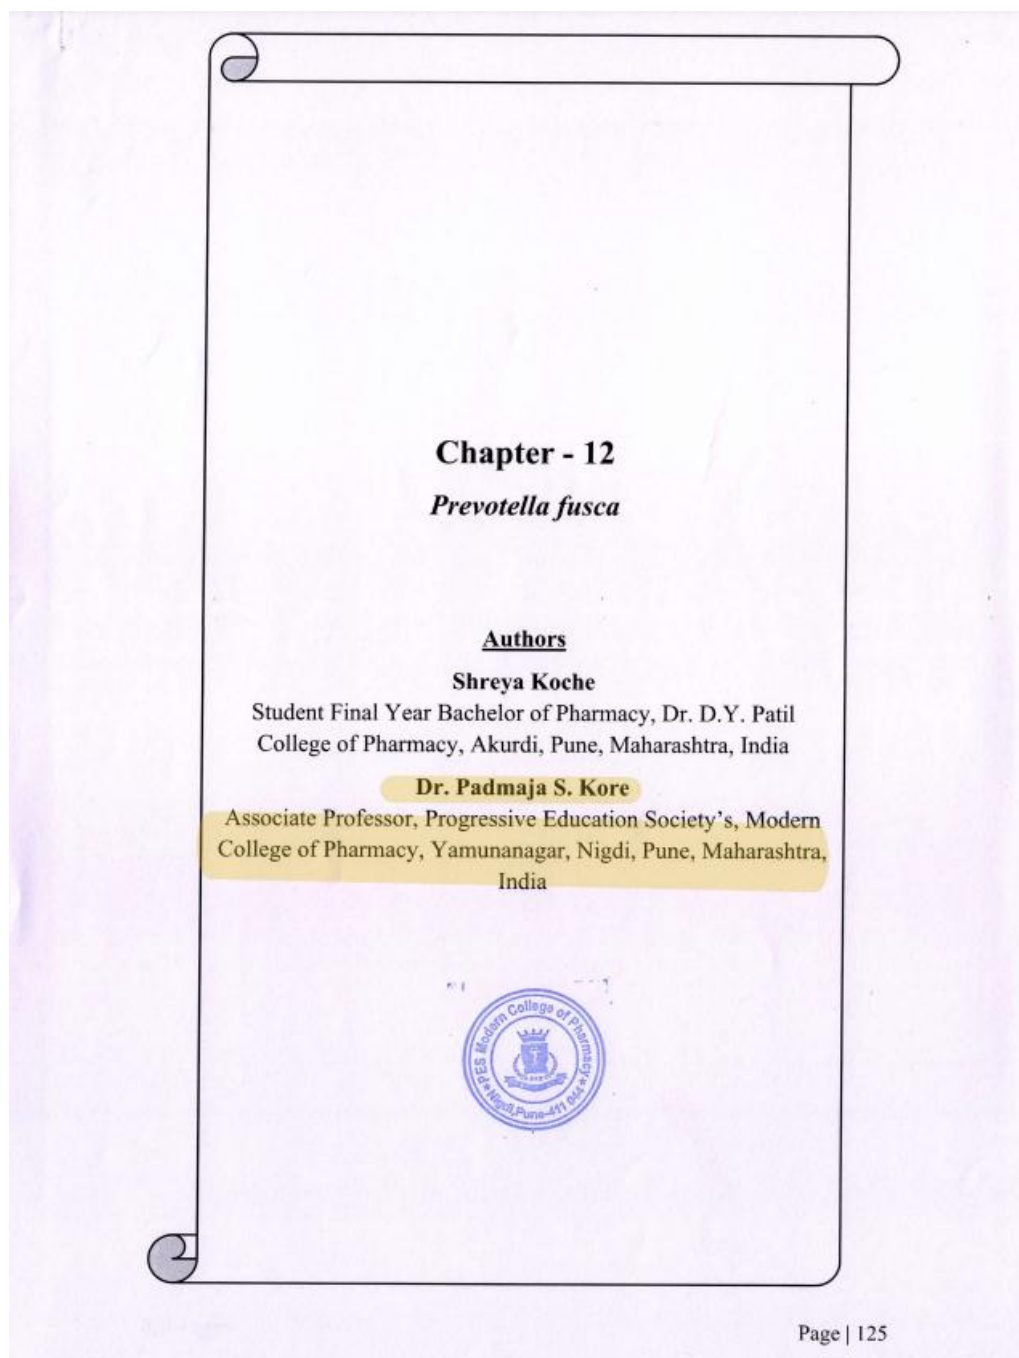 Chapter - 12
Prevotella fusca
Authors
Shreya Koche
Student Final Year Bachelor of Pharmacy, Dr. D.Y. Patil
College of Pharmacy, Akurdi, Pune, Maharashtra, India
Dr. Padmaja S. Kore
Associate Professor, Progressive Education Society's, Modern
College of Pharmacy, Yamunanagar, Nigdi, Pune, Maharashtra,
India
★PES Modern College of Pharmacy★
Nigdi,Pune-411 044
Page | 125